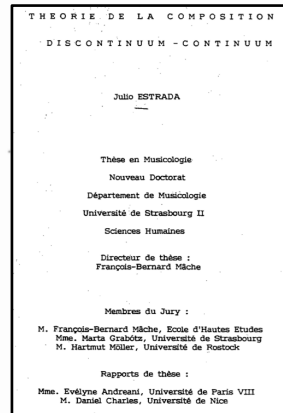 THEORIE DE LA COMPOSITION
DISCONTINUUM - CONTINUUM
Julio ESTRADA
Thèse en Musicologie
Nouveau Doctorat
Département de Musicologie
Université de Strasbourg II
Sciences Humaines
Directeur de thèse :
François-Bernard Mâche
Membres du Jury :
M. François-Bernard Mâche, Ecole d'Hautes Etudes
Mme. Marta Grabótz, Université de Strasbourg
M. Hartmut Möller, Université de Rostock
Rapports de thèse :
Mme. Evélyne Andreani, Université de Paris VIII
M. Daniel Charles, Université de Nice